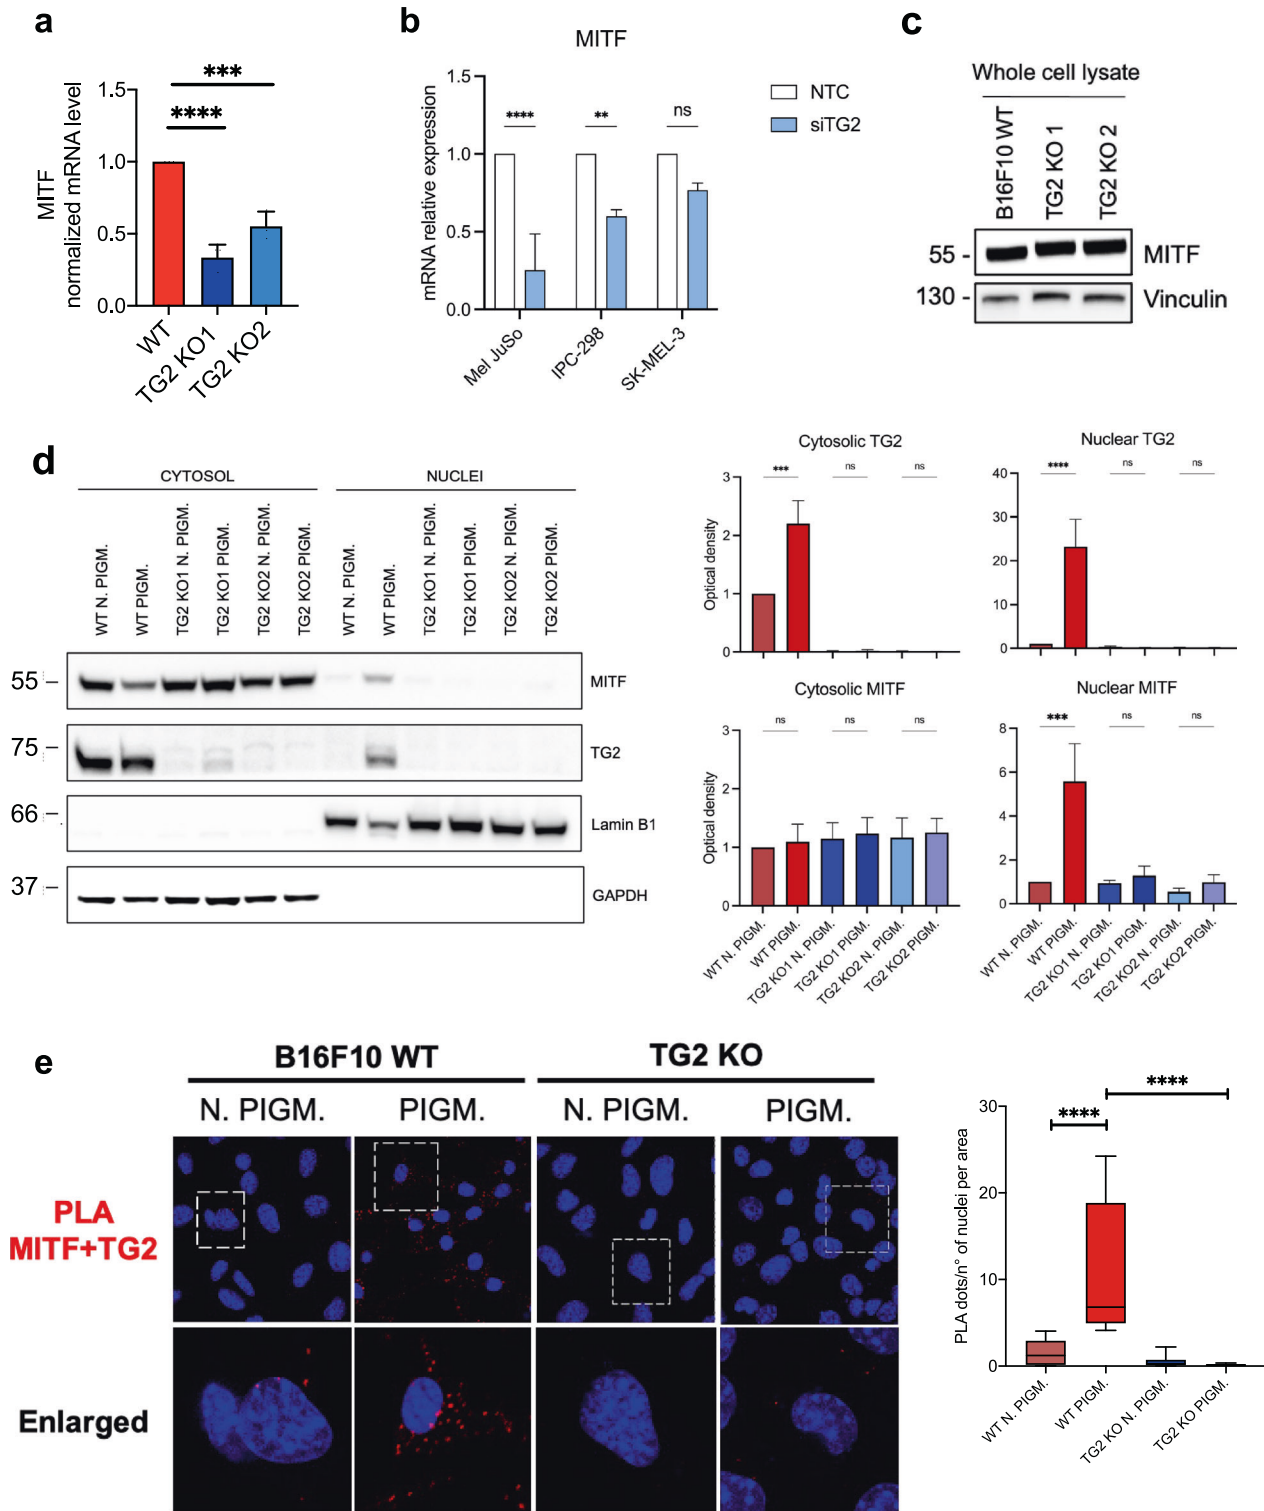 a
MITF
normalized mRNA level
1.5
1.0
0.5
0.0
***
****
WT
TG2 KO1
TG2 KO2
b
MITF
mRNA relative expression
1.5
1.0
0.5
0.0
****
**
ns
Mel JuSo
IPC-298
SK-MEL-3
NTC
siTG2
c
Whole cell lysate
B16F10 WT
TG2 KO 1
TG2 KO 2
55 -
MITF
130 -
Vinculin
d
CYTOSOL
NUCLEI
WT N. PIGM.
WT PIGM.
TG2 KO1 N. PIGM.
TG2 KO1 PIGM.
TG2 KO2 N. PIGM.
TG2 KO2 PIGM.
WT N. PIGM.
WT PIGM.
TG2 KO1 N. PIGM.
TG2 KO1 PIGM.
TG2 KO2 N. PIGM.
TG2 KO2 PIGM.
55 –
MITF
75 –
TG2
66 –
Lamin B1
37 –
GAPDH
Cytosolic TG2
Optical density
3
2
1
0
***
ns
ns
Nuclear TG2
40
30
20
10
0
****
ns
ns
Cytosolic MITF
Optical density
3
2
1
0
ns
ns
ns
WT N. PIGM.
WT PIGM.
TG2 KO1 N. PIGM.
TG2 KO1 PIGM.
TG2 KO2 N. PIGM.
TG2 KO2 PIGM.
Nuclear MITF
8
6
4
2
0
***
ns
ns
WT N. PIGM.
WT PIGM.
TG2 KO1 N. PIGM.
TG2 KO1 PIGM.
TG2 KO2 N. PIGM.
TG2 KO2 PIGM.
e
B16F10 WT
TG2 KO
N. PIGM.
PIGM.
N. PIGM.
PIGM.
PLA
MITF+TG2
Enlarged
PLA dots/n° of nuclei per area
30
20
10
0
****
****
WT N. PIGM.
WT PIGM.
TG2 KO N. PIGM.
TG2 KO PIGM.